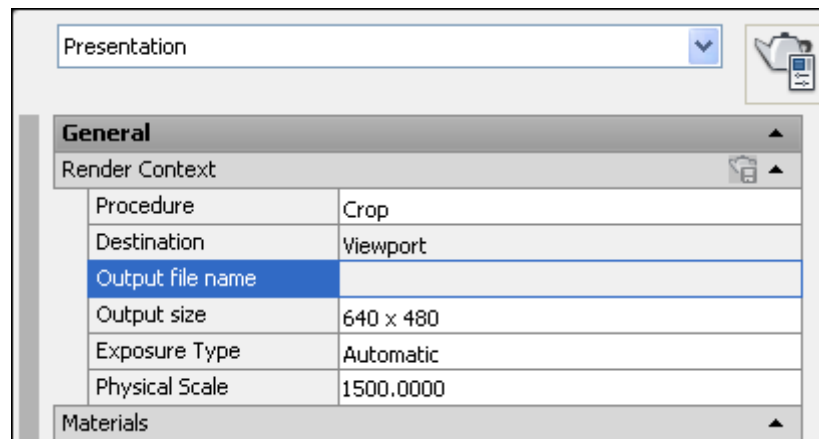 Presentation
General
Render Context
Procedure Crop
Destination Viewport
Output file name
Output size 640 x 480
Exposure Type Automatic
Physical Scale 1500.0000
Materials